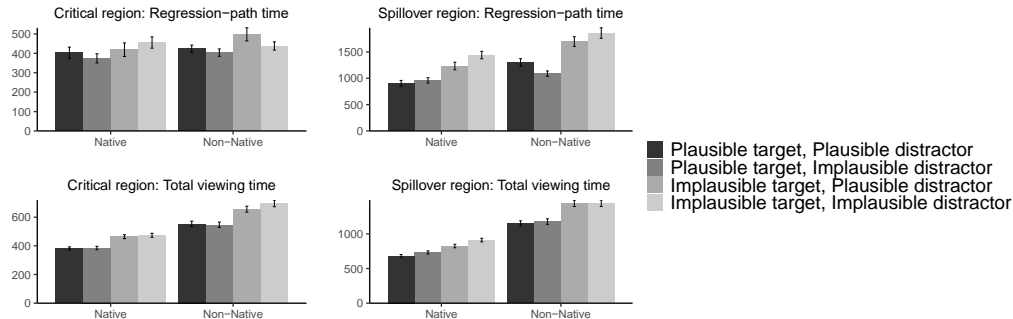 Critical region: Regression−path time
500
400
300
200
100
0
Native
Non−Native
Spillover region: Regression−path time
1500
1000
500
0
Native
Non−Native
Critical region: Total viewing time
600
400
200
0
Native
Non−Native
Spillover region: Total viewing time
1000
500
0
Native
Non−Native
Plausible target, Plausible distractor
Plausible target, Implausible distractor
Implausible target, Plausible distractor
Implausible target, Implausible distractor